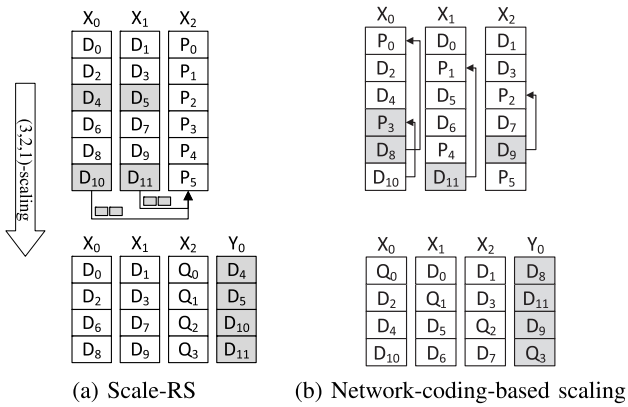 X0 X1 X2
D0 D1 P0
D2 D3 P1
D4 D5 P2
D6 D7 P3
D8 D9 P4
D10 D11 P5
(3,2,1)-scaling
X0 X1 X2 Y0
D0 D1 Q0 D4
D2 D3 Q1 D5
D6 D7 Q2 D10
D8 D9 Q3 D11
(a) Scale-RS
X0 X1 X2
P0 D0 D1
D2 P1 D3
D4 D5 P2
P3 D6 D7
D8 P4 D9
D10 D11 P5
X0 X1 X2 Y0
Q0 D0 D1 D8
D2 Q1 D3 D11
D4 D5 Q2 D9
D10 D6 D7 Q3
(b) Network-coding-based scaling